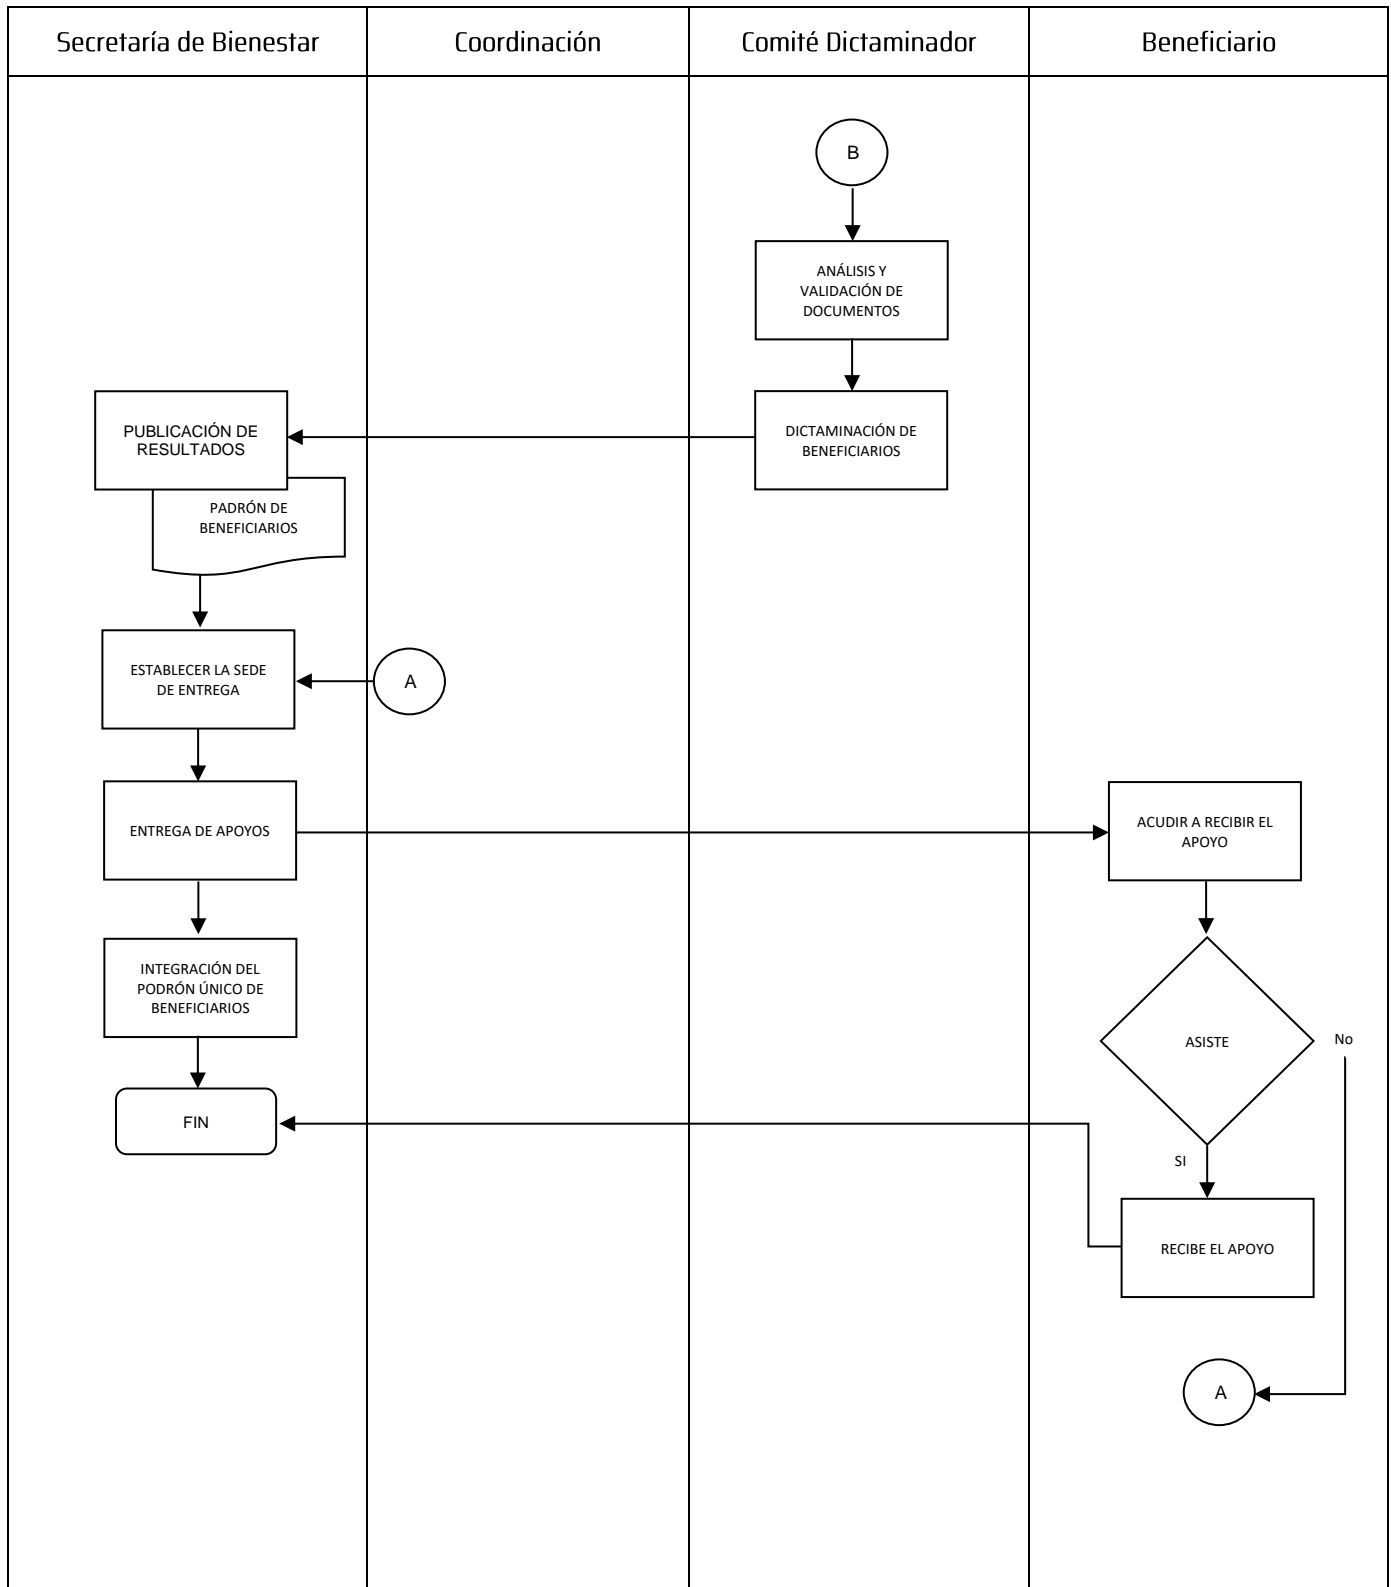 Secretaría de Bienestar
Coordinación
Comité Dictaminador
Beneficiario
B
ANÁLISIS Y
VALIDACIÓN DE
DOCUMENTOS
PUBLICACIÓN DE
RESULTADOS
DICTAMINACIÓN DE
BENEFICIARIOS
PADRÓN DE
BENEFICIARIOS
ESTABLECER LA SEDE
DE ENTREGA
A
ENTREGA DE APOYOS
ACUDIR A RECIBIR EL
APOYO
INTEGRACIÓN DEL
PODRÓN ÚNICO DE
BENEFICIARIOS
ASISTE
No
FIN
SI
RECIBE EL APOYO
A